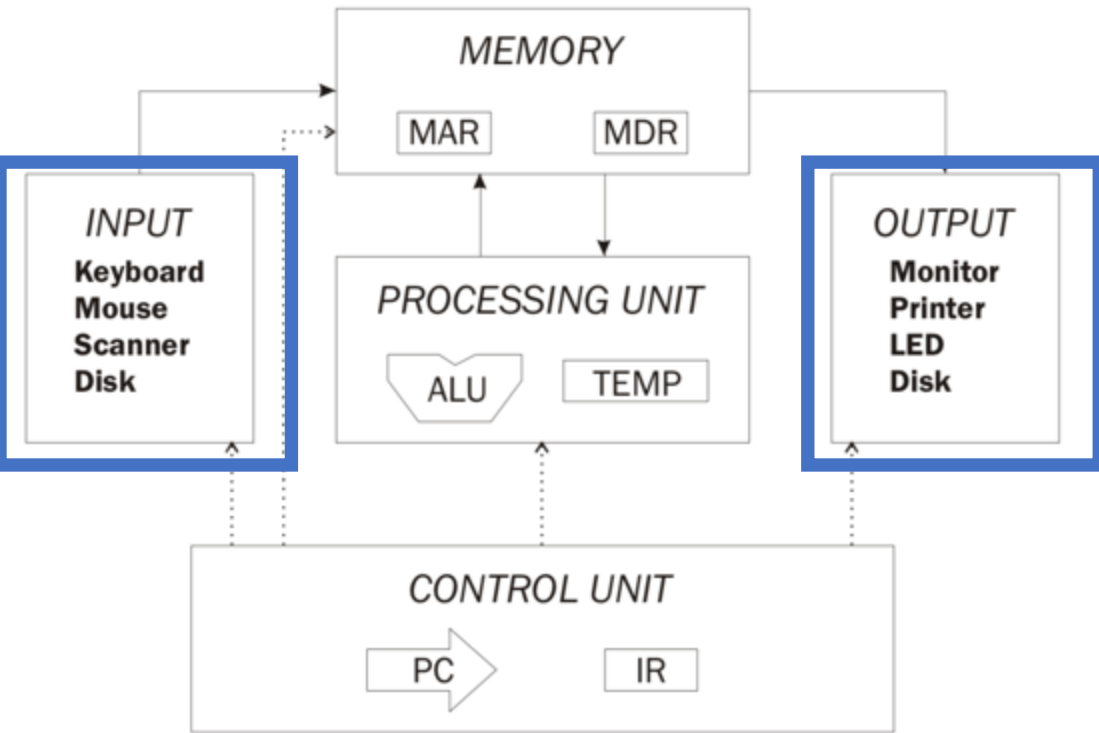 MEMORY
MAR MDR
INPUT
Keyboard
Mouse
Scanner
Disk
PROCESSING UNIT
ALU TEMP
OUTPUT
Monitor
Printer
LED
Disk
CONTROL UNIT
PC IR